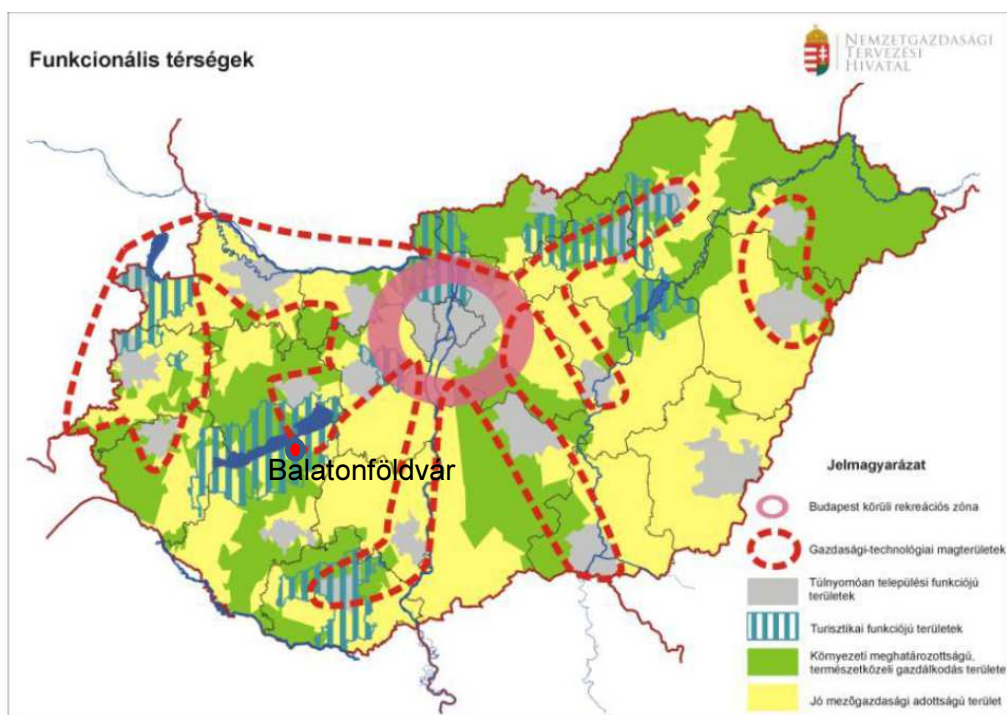 Funkcionális térségek
NEMZETGAZDASÁGI
TERVEZÉSI
HIVATAL
Balatonföldvár
Jelmagyarázat
Budapest körüli rekreációs zóna
Gazdasági-technológiai magterületek
Túlnyomóan települési funkciójú
területek
Turisztikai funkciójú területek
Környezeti meghatározottságú,
természetközeli gazdálkodás területe
Jó mezőgazdasági adottságú terület